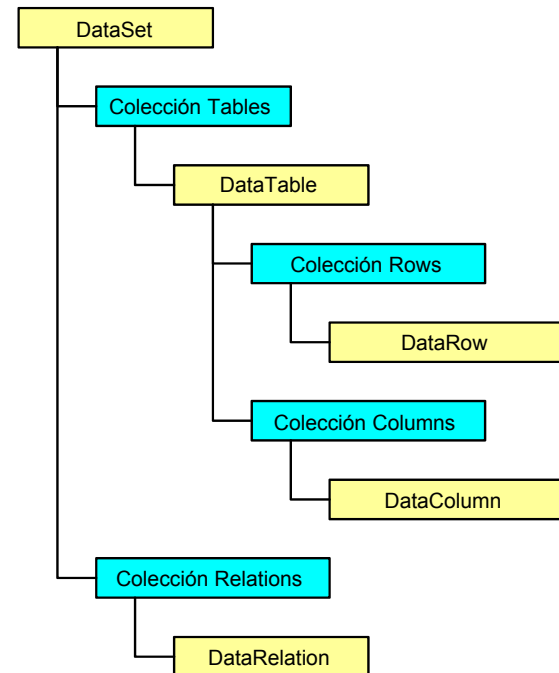 DataSet
Colección Tables
DataTable
Colección Rows
DataRow
Colección Columns
DataColumn
Colección Relations
DataRelation